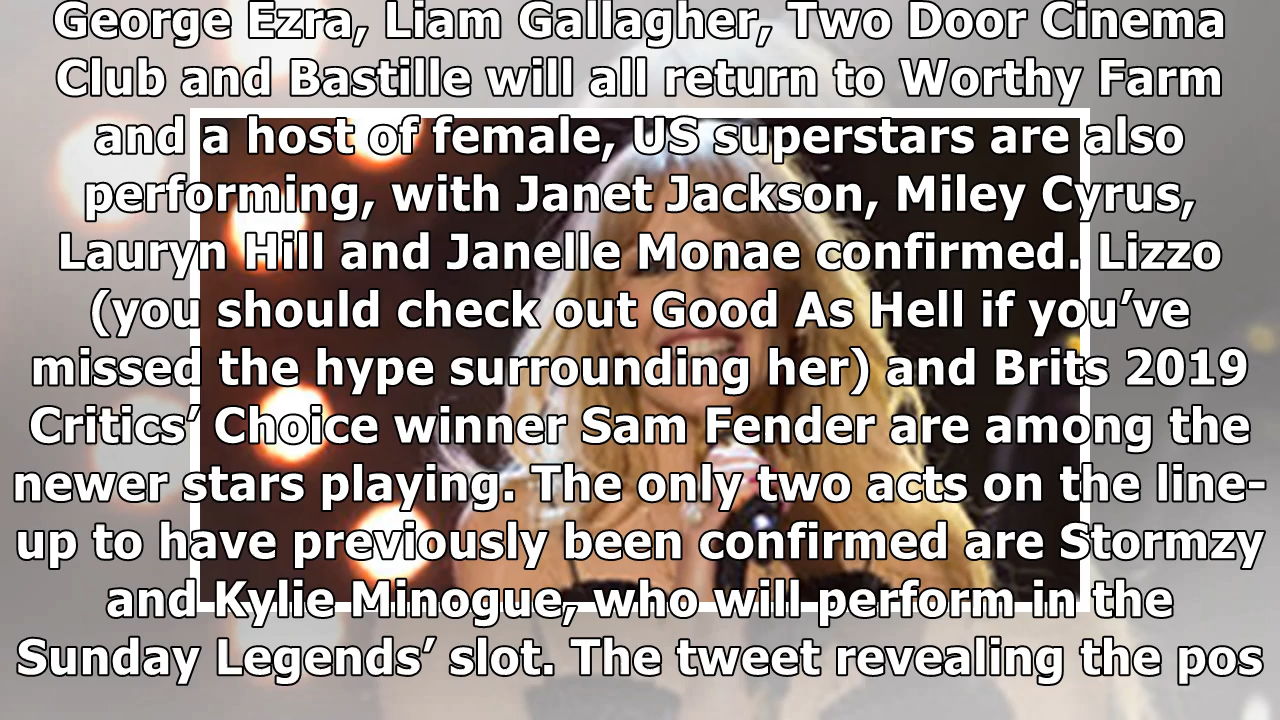 George Ezra, Liam Gallagher, Two Door Cinema
Club and Bastille will all return to Worthy Farm
and a host of female, US superstars are also
performing, with Janet Jackson, Miley Cyrus,
Lauryn Hill and Janelle Monae confirmed. Lizzo
(you should check out Good As Hell if you’ve
missed the hype surrounding her) and Brits 2019
Critics’ Choice winner Sam Fender are among the
newer stars playing. The only two acts on the line-
up to have previously been confirmed are Stormzy
and Kylie Minogue, who will perform in the
Sunday Legends’ slot. The tweet revealing the pos